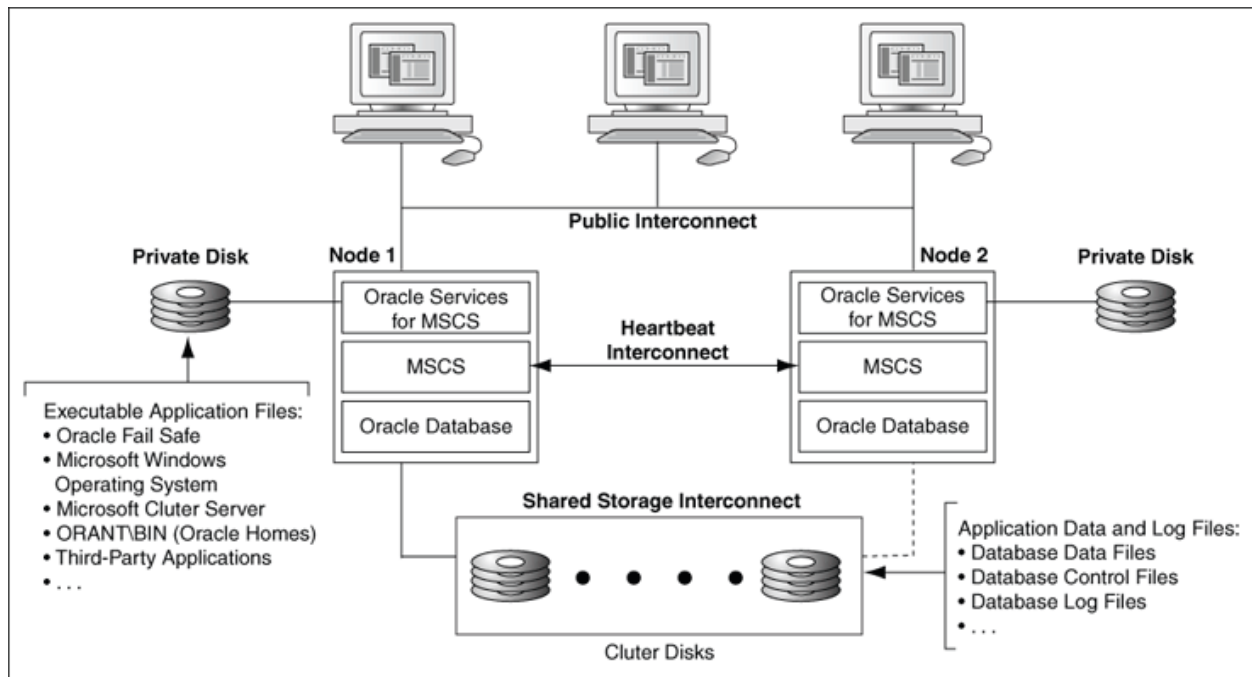 Public Interconnect
Private Disk
Node 1
Node 2
Private Disk
Oracle Services
for MSCS
MSCS
Oracle Database
Heartbeat
Interconnect
Oracle Services
for MSCS
MSCS
Oracle Database
Executable Application Files:
• Oracle Fail Safe
• Microsoft Windows
Operating System
• Microsoft Cluter Server
• ORANT\BIN (Oracle Homes)
• Third-Party Applications
• . . .
Shared Storage Interconnect
Cluter Disks
Application Data and Log Files:
• Database Data Files
• Database Control Files
• Database Log Files
• . . .